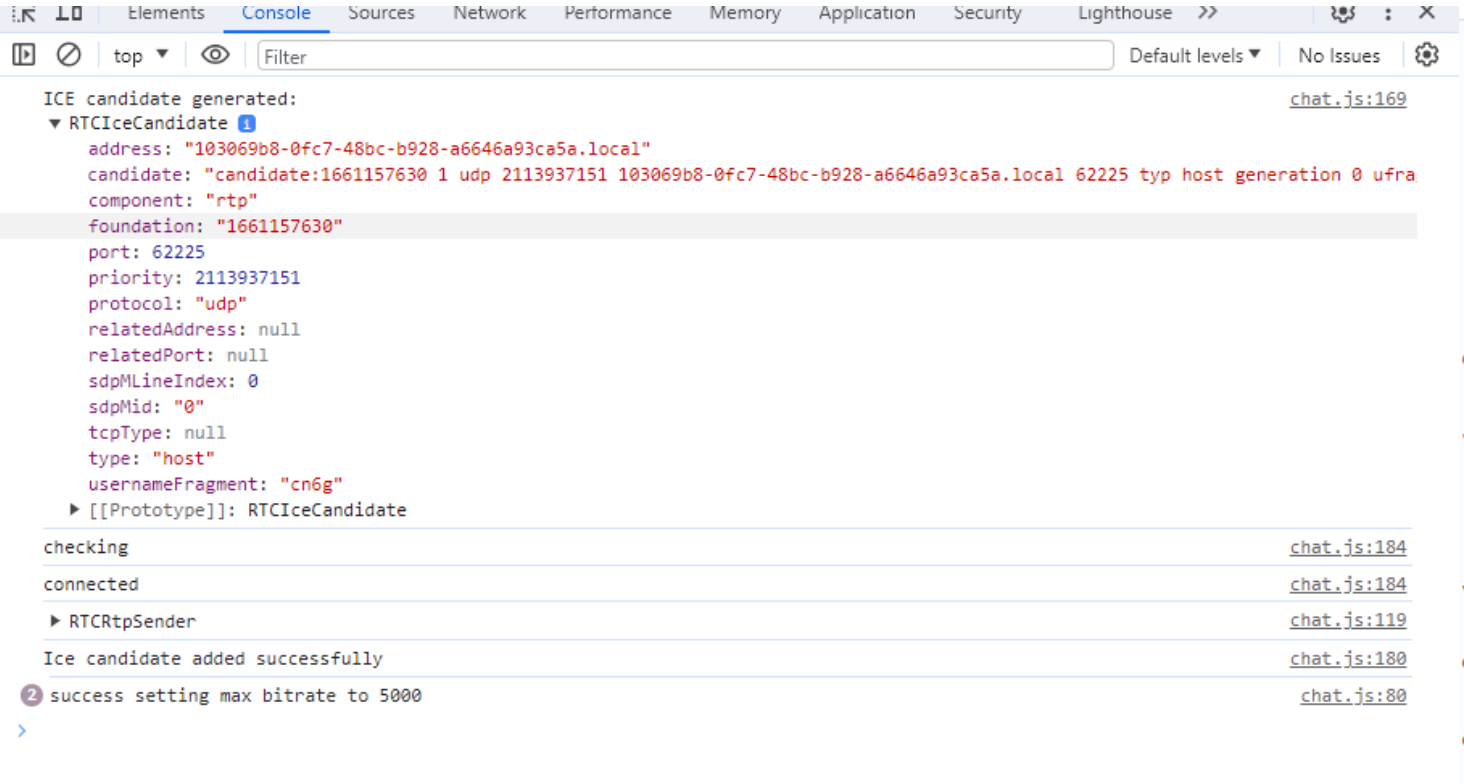 Elements Console Sources Network Performance Memory Application Security Lighthouse
top Filter Default levels No Issues
ICE candidate generated: chat.js:169
RTCIceCandidate i
address: "103069b8-0fc7-48bc-b928-a6646a93ca5a.local"
candidate: "candidate:1661157630 1 udp 2113937151 103069b8-0fc7-48bc-b928-a6646a93ca5a.local 62225 typ host generation 0 ufra
component: "rtp"
foundation: "1661157630"
port: 62225
priority: 2113937151
protocol: "udp"
relatedAddress: null
relatedPort: null
sdpMLineIndex: 0
sdpMid: "0"
tcpType: null
type: "host"
usernameFragment: "cn6g"
[[Prototype]]: RTCIceCandidate
checking chat.js:184
connected chat.js:184
RTCRtpSender chat.js:119
Ice candidate added successfully chat.js:180
2 success setting max bitrate to 5000 chat.js:80